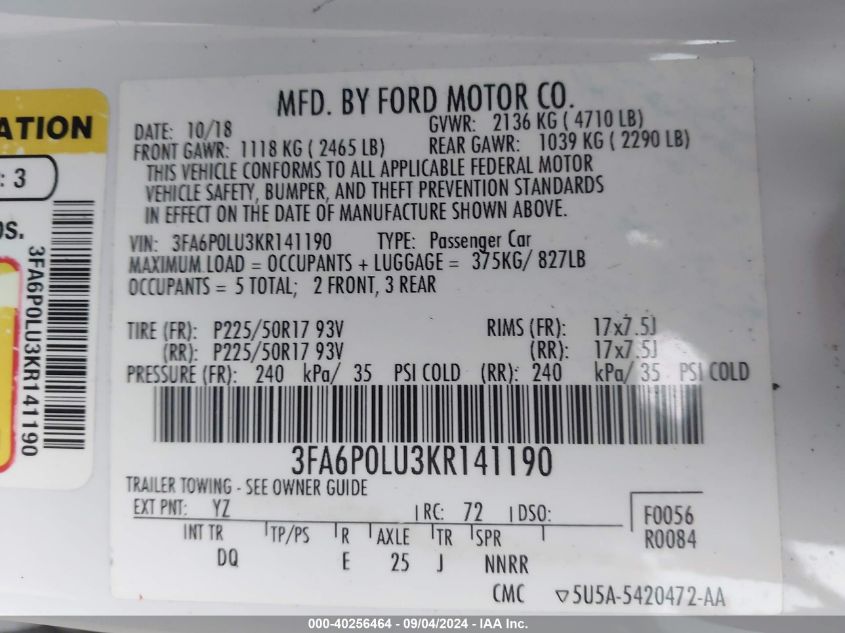 MFD. BY FORD MOTOR CO.
DATE: 10/18 GVWR: 2136 KG ( 4710 LB)
FRONT GAWR: 1118 KG ( 2465 LB) REAR GAWR: 1039 KG ( 2290 LB)
THIS VEHICLE CONFORMS TO ALL APPLICABLE FEDERAL MOTOR
VEHICLE SAFETY, BUMPER, AND THEFT PREVENTION STANDARDS
IN EFFECT ON THE DATE OF MANUFACTURE SHOWN ABOVE.
VIN: 3FA6P0LU3KR141190 TYPE: Passenger Car
MAXIMUM LOAD = OCCUPANTS + LUGGAGE = 375KG/ 827LB
OCCUPANTS = 5 TOTAL; 2 FRONT, 3 REAR
TIRE (FR): P225/50R17 93V RIMS (FR): 17x7.5J
(RR): P225/50R17 93V (RR): 17x7.5J
PRESSURE (FR): 240 kPa/ 35 PSI COLD (RR): 240 kPa/ 35 PSI COLD
3FA6P0LU3KR141190
TRAILER TOWING - SEE OWNER GUIDE
EXT PNT: YZ RC: 72 DSO:
INT TR TP/PS R AXLE TR SPR
DQ E 25 J NNRR
F0056
R0084
CMC ▽5U5A-5420472-AA
ATION
: 3
OS.
3FA6P0LU3KR141190
000-40256464 - 09/04/2024 - IAA Inc.